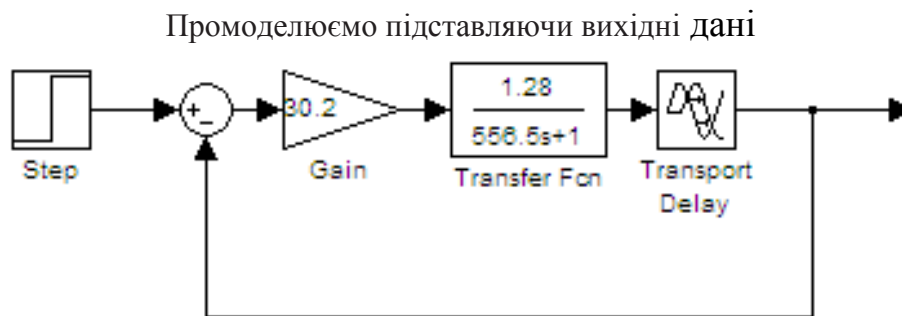 Промоделюємо підставляючи вихідні дані
30.2
1.28
556.5s+1
Step
Gain
Transfer Fcn
Transport
Delay